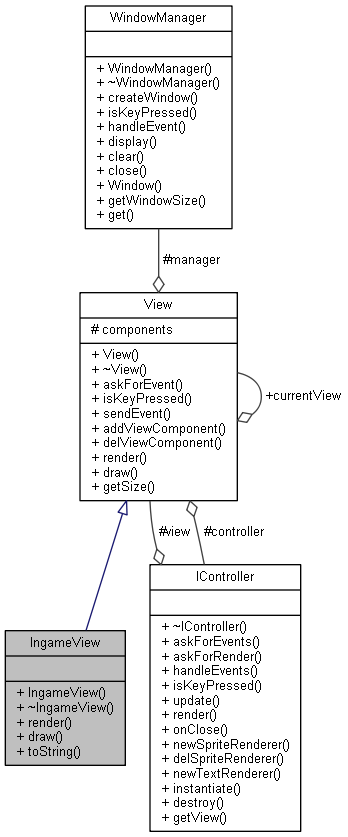 WindowManager
+ WindowManager()
+ ~WindowManager()
+ createWindow()
+ isKeyPressed()
+ handleEvent()
+ display()
+ clear()
+ close()
+ Window()
+ getWindowSize()
+ get()
#manager
View
# components
+ View()
+ ~View()
+ askForEvent()
+ isKeyPressed()
+ sendEvent()
+ addViewComponent()
+ delViewComponent()
+ render()
+ draw()
+ getSize()
+currentView
#view
#controller
IController
+ ~IController()
+ askForEvents()
+ askForRender()
+ handleEvents()
+ isKeyPressed()
+ update()
+ render()
+ onClose()
+ newSpriteRenderer()
+ delSpriteRenderer()
+ newTextRenderer()
+ instantiate()
+ destroy()
+ getView()
IngameView
+ IngameView()
+ ~IngameView()
+ render()
+ draw()
+ toString()